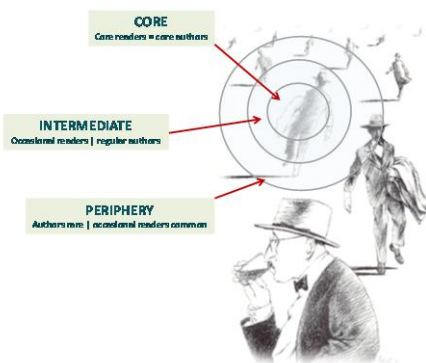 CORE
Core renders = core authors
INTERMEDIATE
Occasional renders | regular authors
PERIPHERY
Authors rare | occasional renders common